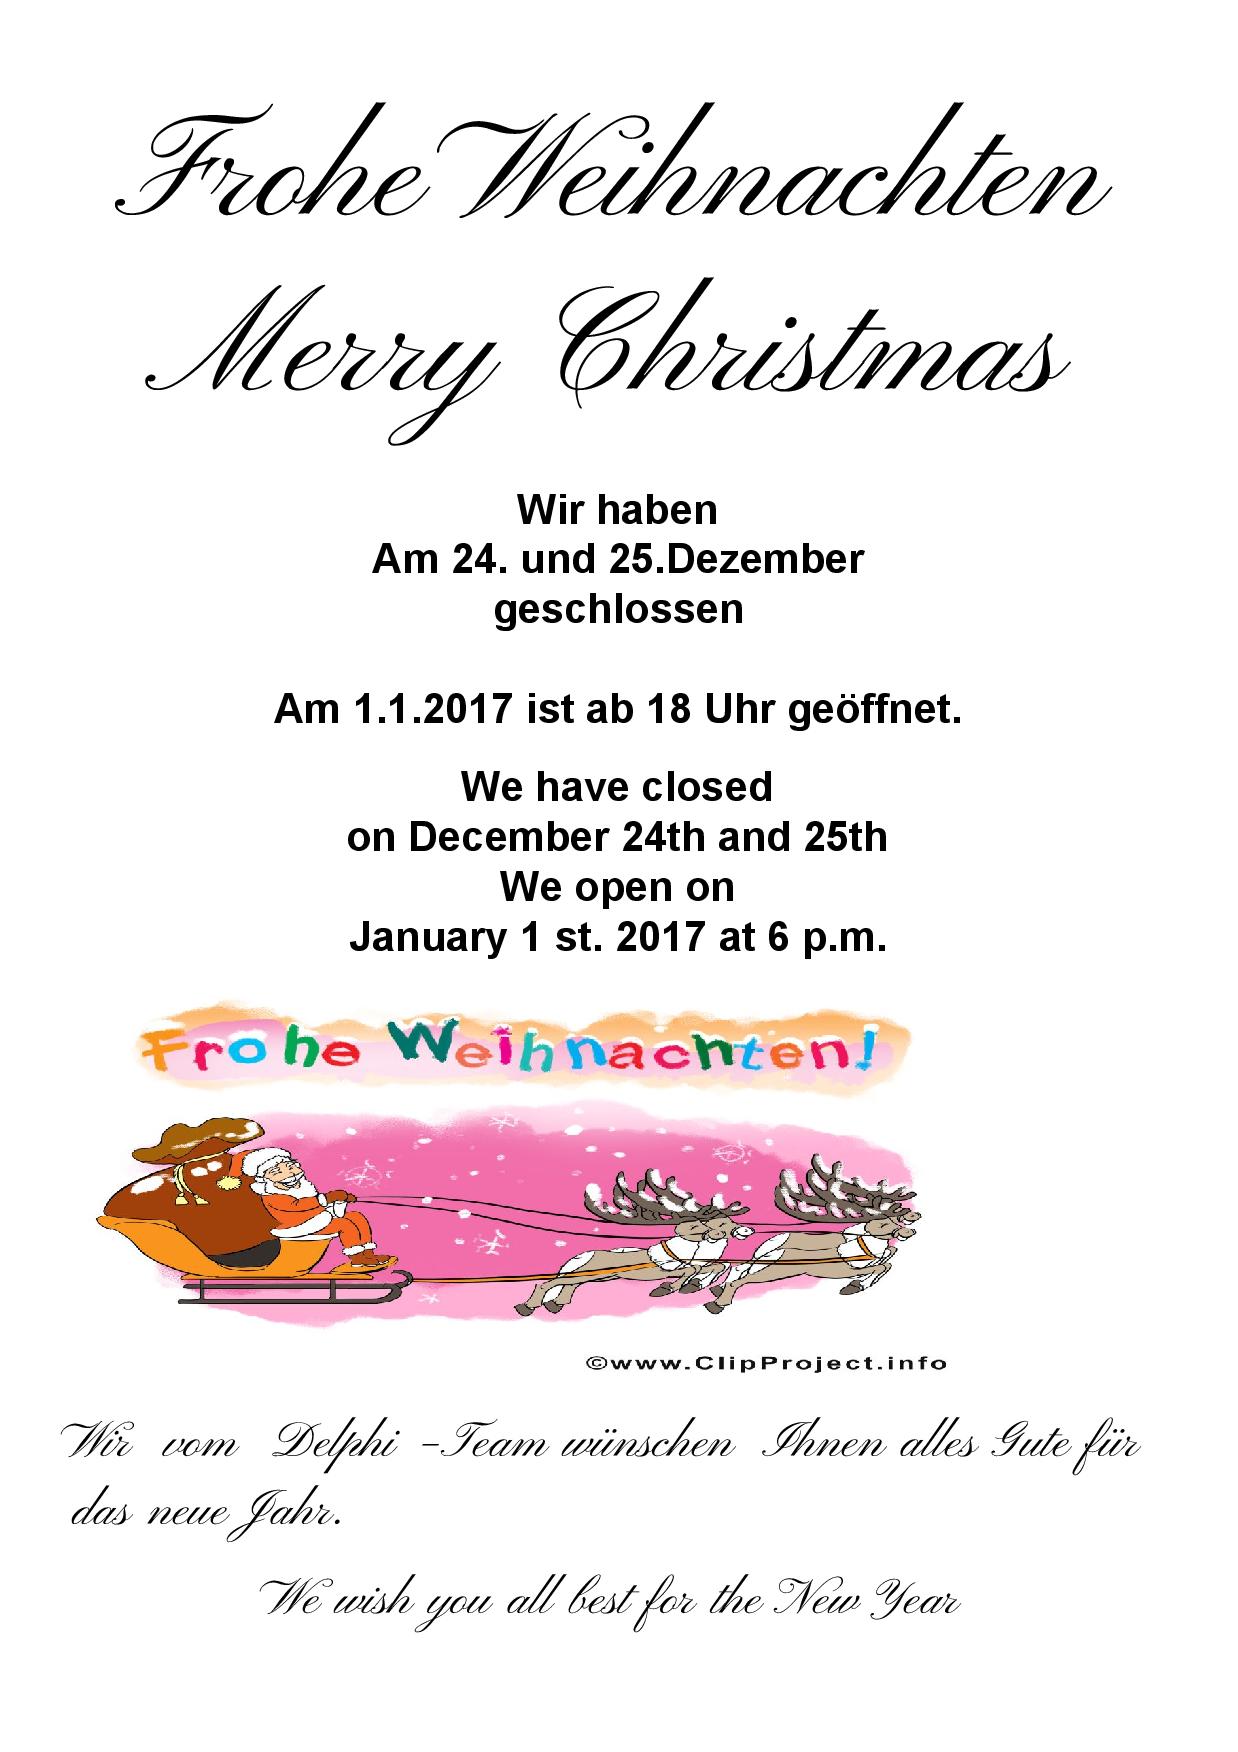 Frohe Weihnachten
Merry Christmas
Wir haben
Am 24. und 25.Dezember
geschlossen
Am 1.1.2017 ist ab 18 Uhr geöffnet.
We have closed
on December 24th and 25th
We open on
January 1 st. 2017 at 6 p.m.
Frohe Weihnachten!
©www.ClipProject.info
Wir vom Delphi -Team wünschen Ihnen alles Gute für
das neue Jahr.
We wish you all best for the New Year